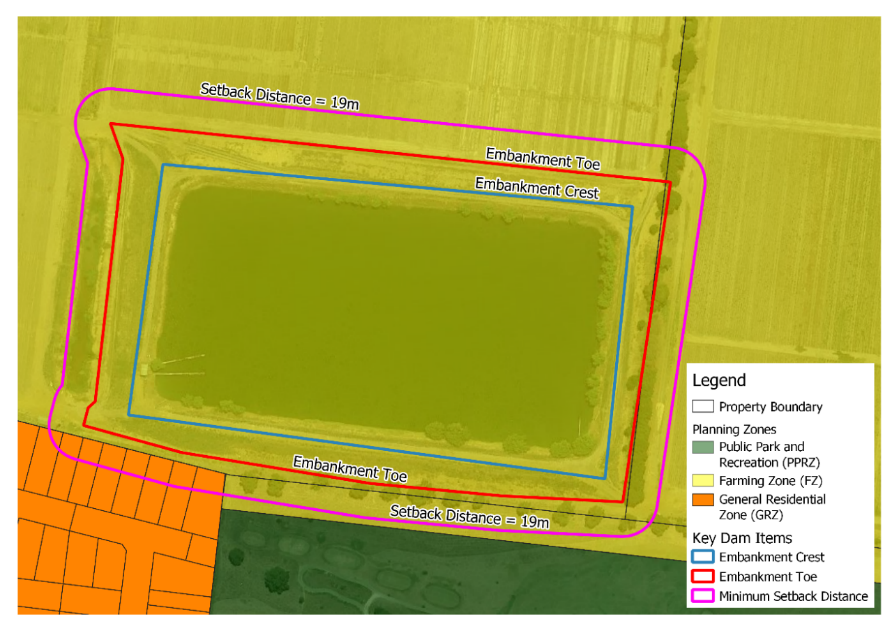 Setback Distance = 19m
Embankment Toe
Embankment Crest
Embankment Toe
Setback Distance = 19m
Legend
Property Boundary
Planning Zones
Public Park and
Recreation (PPRZ)
Farming Zone (FZ)
General Residential
Zone (GRZ)
Key Dam Items
Embankment Crest
Embankment Toe
Minimum Setback Distance